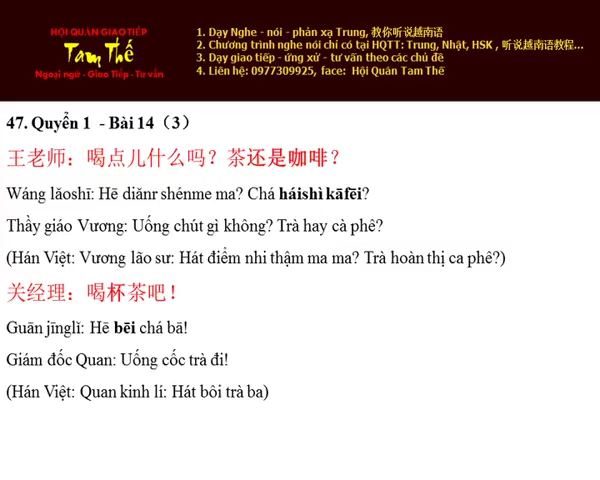 HỘI QUÁN GIAO TIẾP
Tam Thế
Ngoại ngữ - Giao Tiếp - Tư vấn
1. Dạy Nghe - nói - phản xạ Trung, 教你听说越南语
2. Chương trình nghe nói chỉ có tại HQTT: Trung, Nhật, HSK , 听说越南语教程...
3. Dạy giao tiếp - ứng xử - tư vấn theo các chủ đề
4. Liên hệ: 0977309925, face: Hội Quán Tam Thế
47. Quyển 1 - Bài 14（3）
王老师：喝点儿什么吗？茶还是咖啡？
Wáng lǎoshī: Hē diǎnr shénme ma? Chá háishì kāfēi?
Thầy giáo Vương: Uống chút gì không? Trà hay cà phê?
(Hán Việt: Vương lão sư: Hát điểm nhi thậm ma ma? Trà hoàn thị ca phê?)
关经理：喝杯茶吧！
Guān jīnglǐ: Hē bēi chá bā!
Giám đốc Quan: Uống cốc trà đi!
(Hán Việt: Quan kinh lí: Hát bôi trà ba)